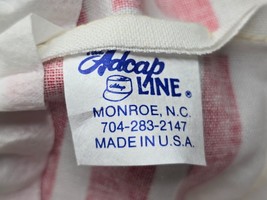 Adcap
LINE®
MONROE, N.C.
704-283-2147
MADE IN U.S.A.